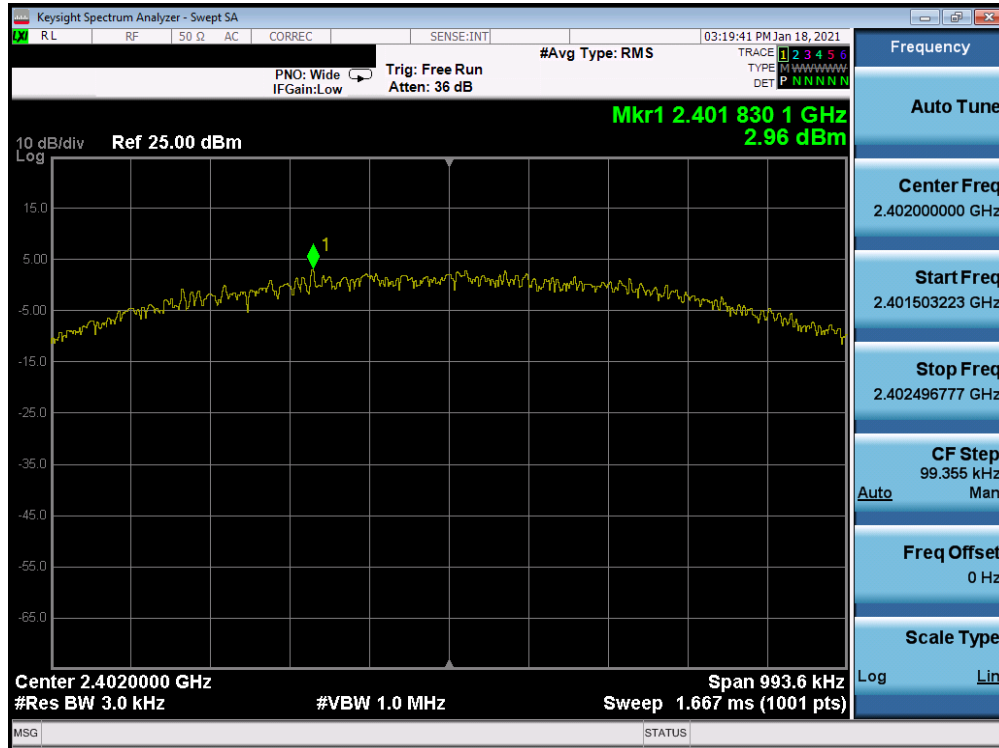 Keysight Spectrum Analyzer - Swept SA
LXI RL RF 50 Ω AC CORREC SENSE:INT 03:19:41 PM Jan 18, 2021
#Avg Type: RMS TRACE 1 2 3 4 5 6
PNO: Wide Trig: Free Run TYPE M WWWWW
IFGain:Low Atten: 36 dB DET P N N N N N
Mkr1 2.401 830 1 GHz
2.96 dBm
10 dB/div Ref 25.00 dBm
Log
15.0
1
5.00
-5.00
-15.0
-25.0
-35.0
-45.0
-55.0
-65.0
Center 2.4020000 GHz Span 993.6 kHz
#Res BW 3.0 kHz #VBW 1.0 MHz Sweep 1.667 ms (1001 pts)
MSG STATUS
Frequency
Auto Tune
Center Freq
2.402000000 GHz
Start Freq
2.401503223 GHz
Stop Freq
2.402496777 GHz
CF Step
99.355 kHz
Auto Man
Freq Offset
0 Hz
Scale Type
Log Lin